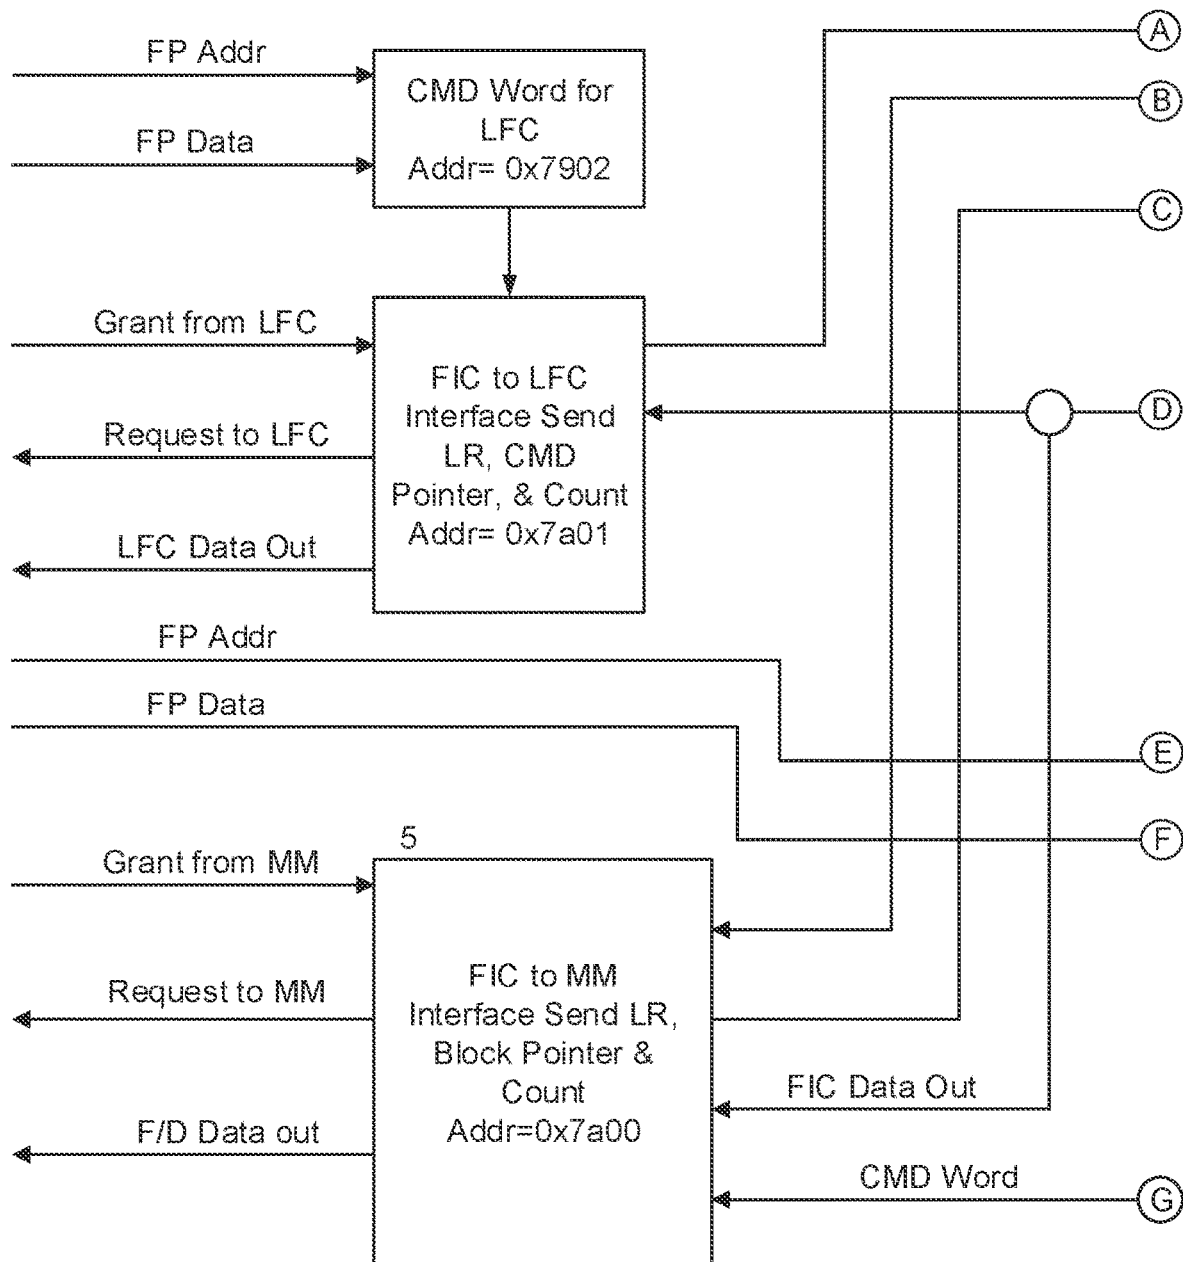 A
FP Addr
B
CMD Word for
LFC
Addr= 0x7902
FP Data
C
Grant from LFC
FIC to LFC
Interface Send
LR, CMD
Pointer, & Count
Addr= 0x7a01
D
Request to LFC
LFC Data Out
FP Addr
FP Data
E
5
F
Grant from MM
FIC to MM
Interface Send LR,
Block Pointer &
Count
Addr=0x7a00
Request to MM
FIC Data Out
F/D Data out
CMD Word
G